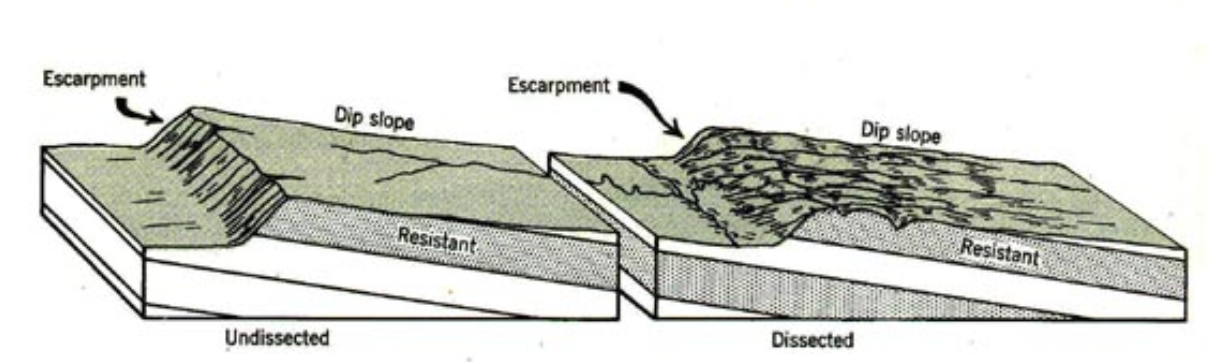 Escarpment
Dip slope
Resistant
Undissected
Escarpment
Dip slope
Resistant
Dissected